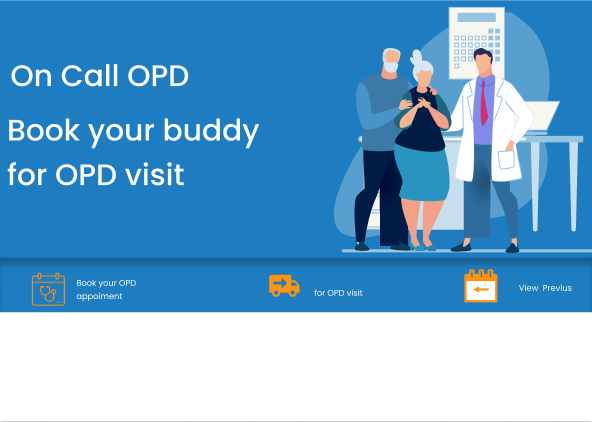 On Call OPD
Book your buddy
for OPD visit
Book your OPD
appoiment
for OPD visit
View Previus